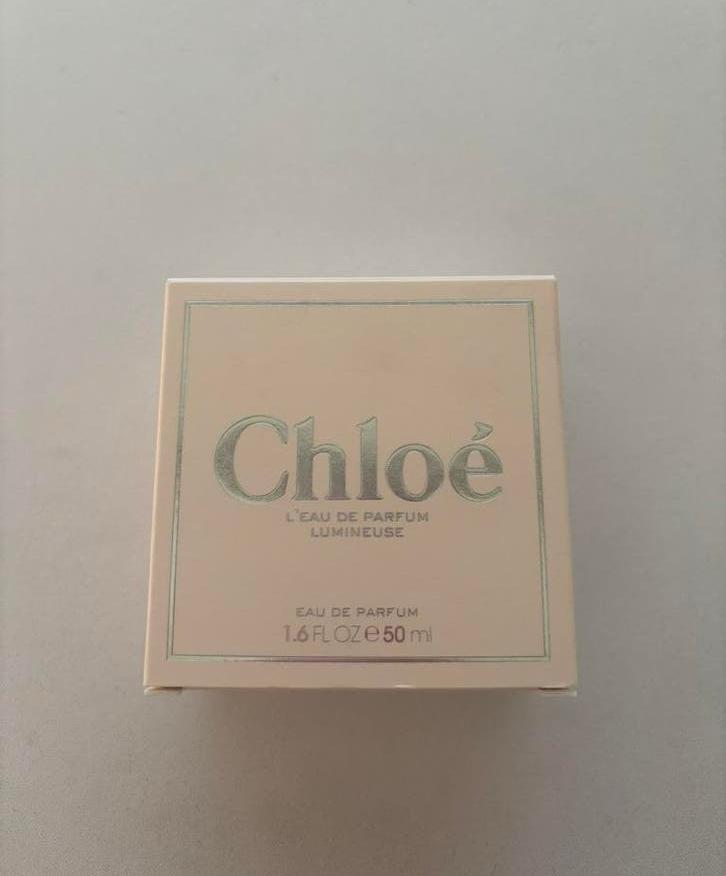 Chloé
L'EAU DE PARFUM
LUMINEUSE
EAU DE PARFUM
1.6 FL OZ ℮ 50 ml